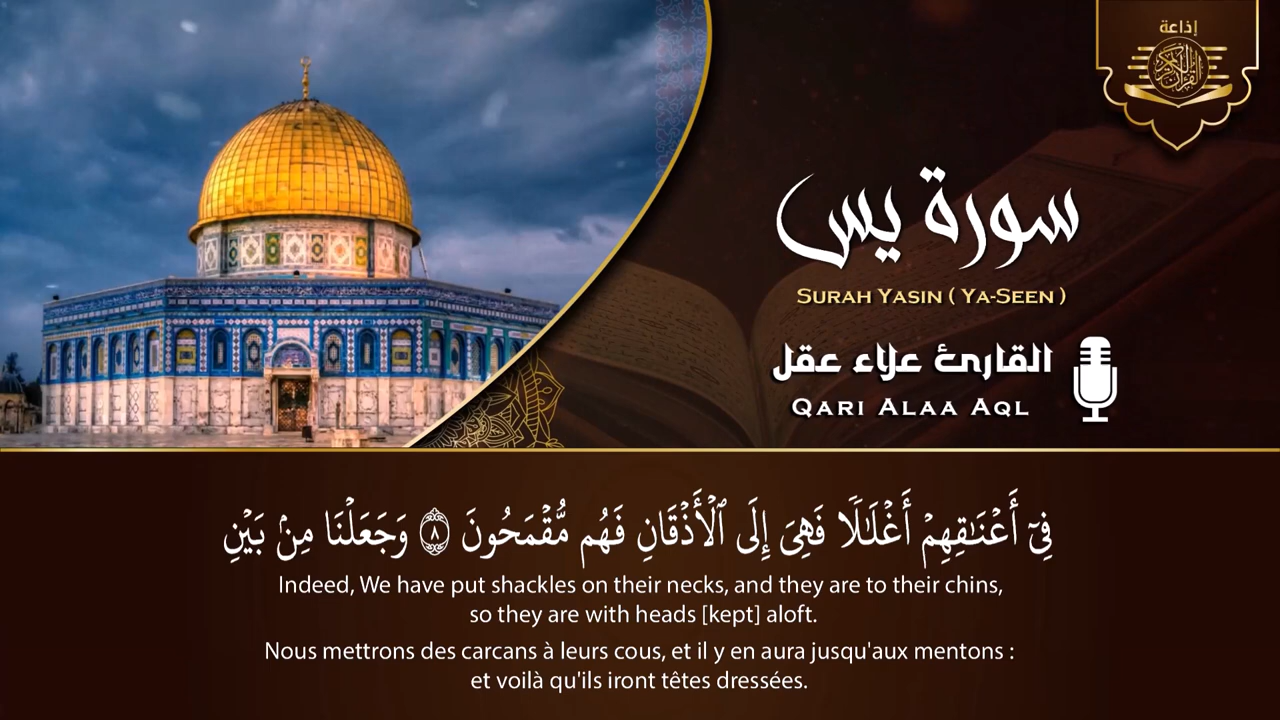 إذاعة
القرآن الكريم
سورة يس
SURAH YASIN ( YA-SEEN )
القارئ علاء عقل
QARI ALAA AQL
فِىٓ أَعْنَـٰقِهِمْ أَغْلَـٰلًا فَهِىَ إِلَى ٱلْأَذْقَانِ فَهُم مُّقْمَحُونَ ٨ وَجَعَلْنَا مِنۢ بَيْنِ
Indeed, We have put shackles on their necks, and they are to their chins,
so they are with heads [kept] aloft.
Nous mettrons des carcans à leurs cous, et il y en aura jusqu'aux mentons :
et voilà qu'ils iront têtes dressées.